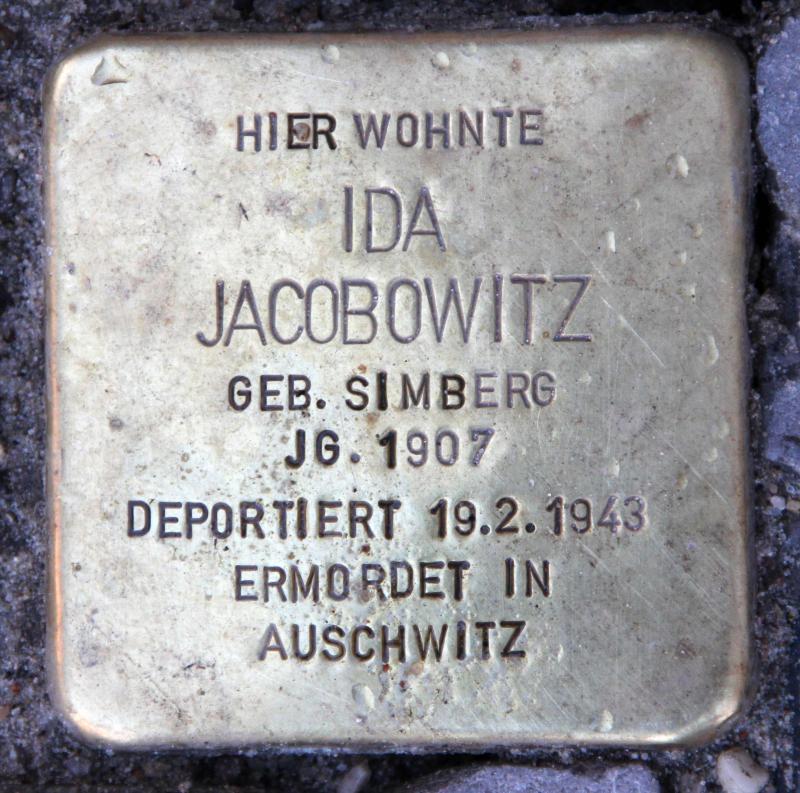 HIER WOHNTE
IDA
JACOBOWITZ
GEB. SIMBERG
JG. 1907
DEPORTIERT 19.2.1943
ERMORDET IN
AUSCHWITZ